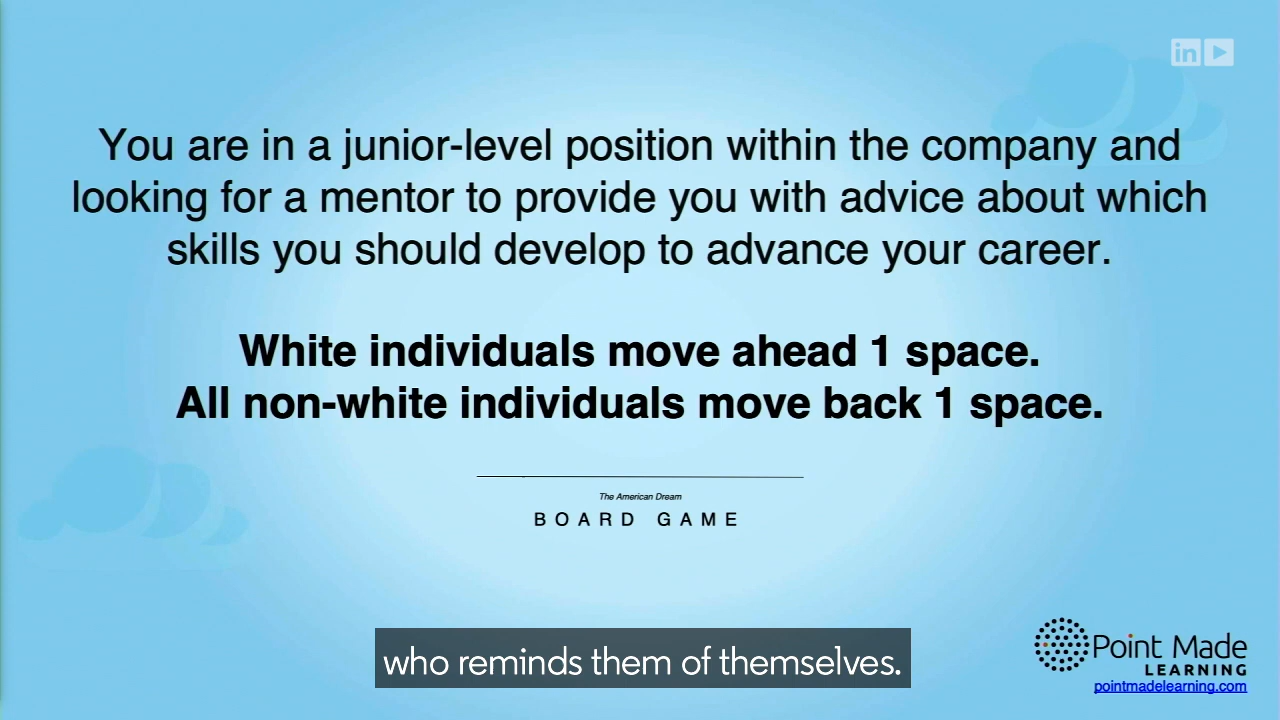 in
You are in a junior-level position within the company and
looking for a mentor to provide you with advice about which
skills you should develop to advance your career.
White individuals move ahead 1 space.
All non-white individuals move back 1 space.
The American Dream
BOARD GAME
who reminds them of themselves.
Point Made
LEARNING
pointmadelearning.com